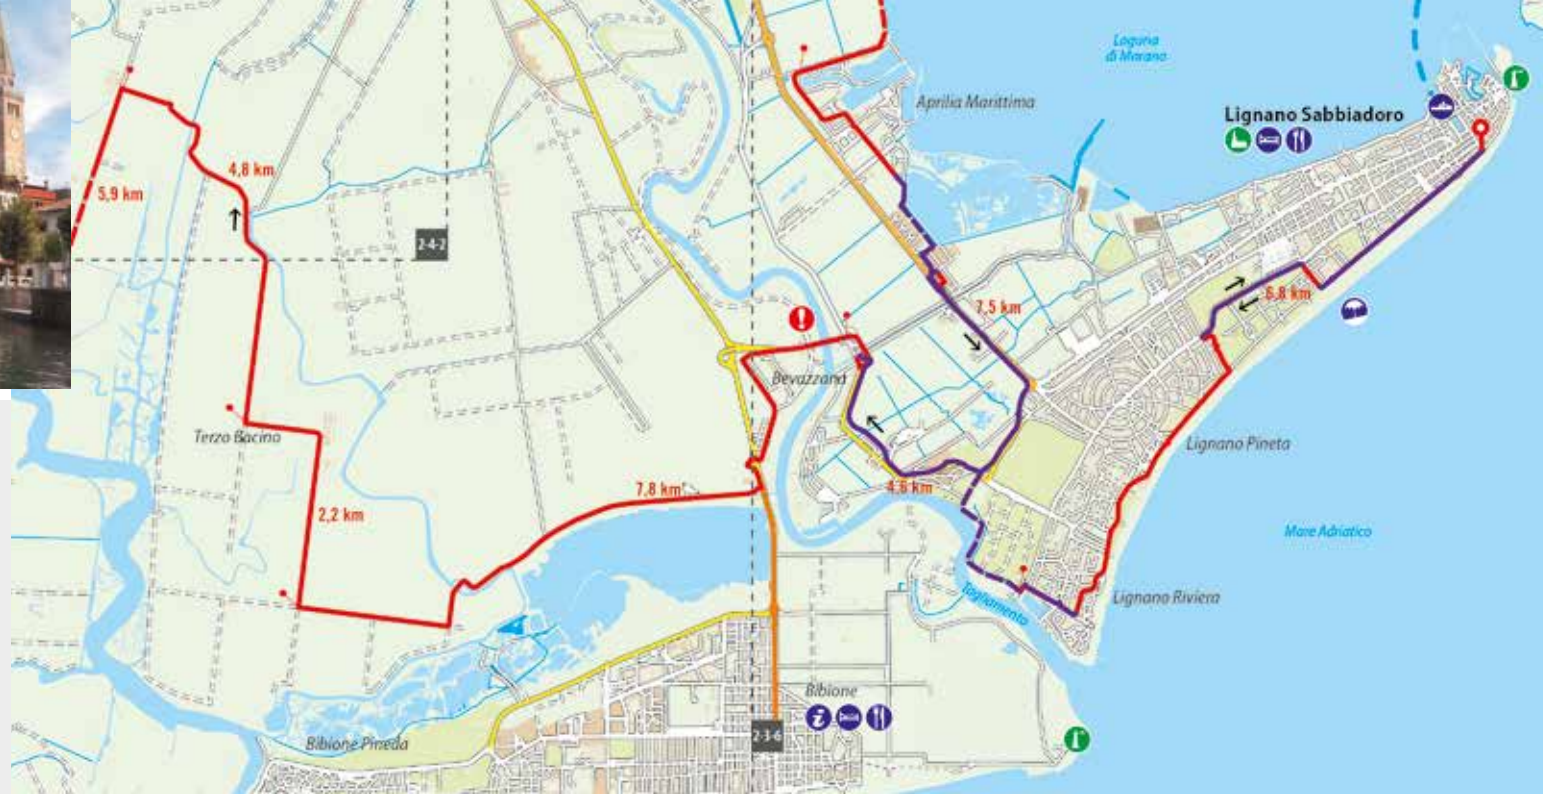 Laguna
di Marano
Aprilia Marittima
Lignano Sabbiadoro
4,8 km
5,9 km
2-4-2
7,5 km
6,8 km
!
Bevazzana
Terzo Bacino
Lignano Pineta
7,8 km
4,6 km
2,2 km
Mare Adriatico
Tagliamento
Lignano Riviera
Bibione
i
2-3-6
Bibione Pineda